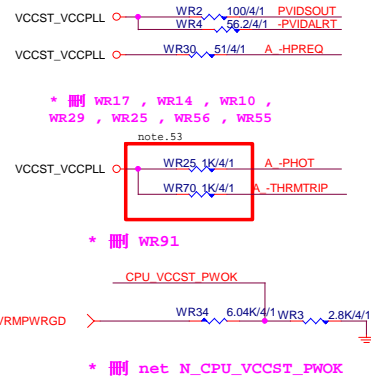 VCCST_VCCPLL WR2 100/4/1 PVIDSOUT
WR4 56.2/4/1 -PVIDALRT
VCCST_VCCPLL WR30 51/4/1 A_-HPREQ
* 刪 WR17 , WR14 , WR10 ,
WR29 , WR25 , WR56 , WR55
note.53
VCCST_VCCPLL WR25 1K/4/1 A_-PHOT
WR70 1K/4/1 A_-THRMTRIP
* 刪 WR91
CPU_VCCST_PWOK
VRMPWRGD WR34 6.04K/4/1 WR3 2.8K/4/1
* 刪 net N_CPU_VCCST_PWOK